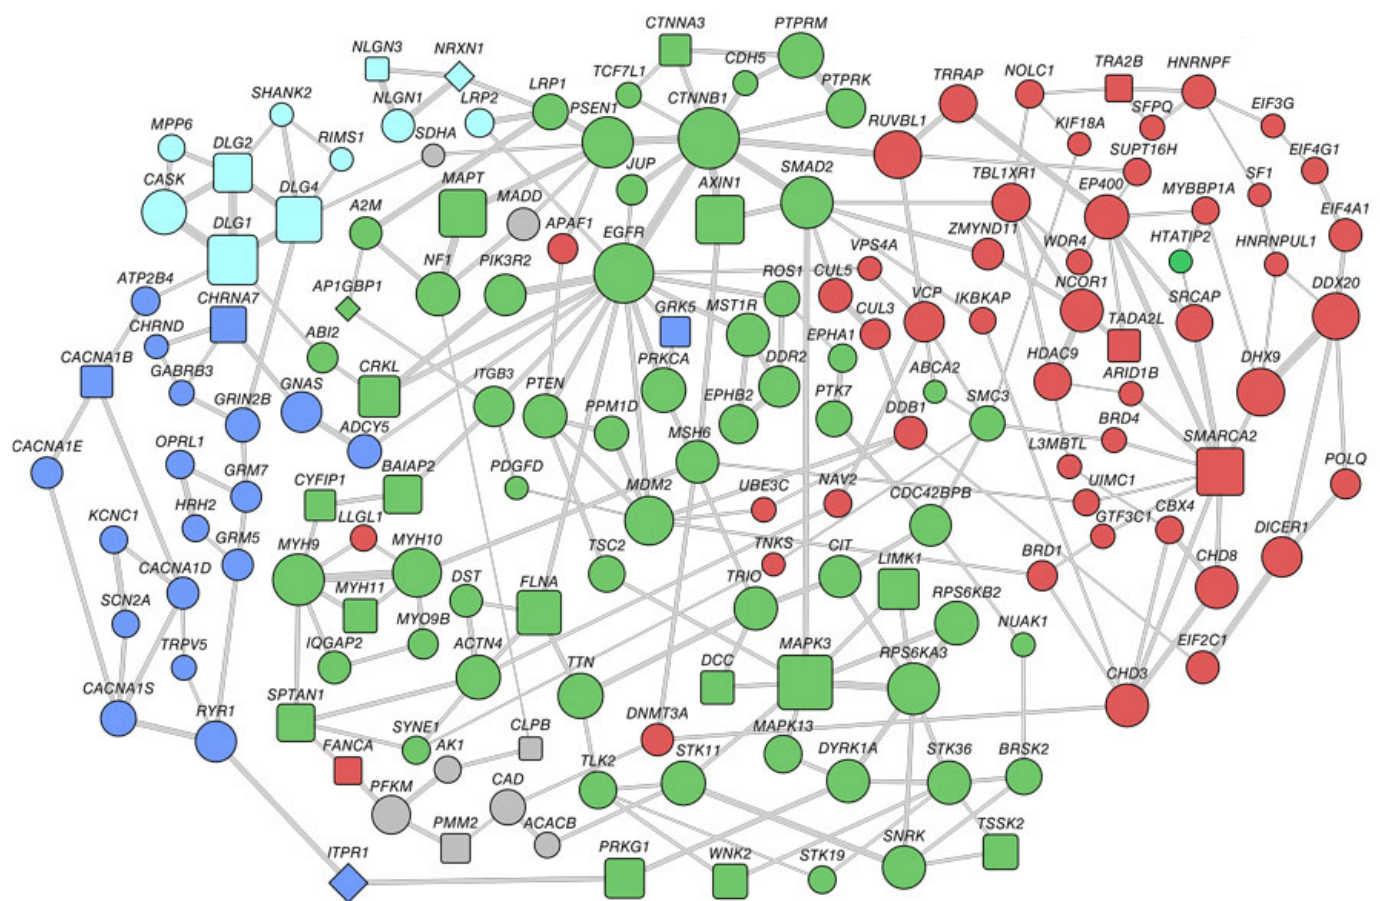 CTNNA3
PTPRM
NLGN3
NRXN1
CDH5
TCF7L1
PTPRK
TRRAP
NOLC1
TRA2B
HNRNPF
SHANK2
NLGN1
LRP2
LRP1
PSEN1
CTNNB1
RUVBL1
KIF18A
SFPQ
EIF3G
MPP6
RIMS1
SDHA
SUPT16H
EIF4G1
DLG2
JUP
SMAD2
TBL1XR1
EP400
MYBBP1A
SF1
CASK
DLG4
MAPT
MADD
AXIN1
EIF4A1
DLG1
A2M
APAF1
EGFR
ZMYND11
WDR4
HTATIP2
HNRNPUL1
ATP2B4
NF1
PIK3R2
VPS4A
ROS1
CUL5
NCOR1
DDX20
CHRNA7
AP1GBP1
GRK5
MST1R
CUL3
VCP
IKBKAP
SRCAP
TADA2L
CHRND
ABI2
EPHA1
CACNA1B
GABRB3
GNAS
CRKL
ITGB3
PTEN
PRKCA
DDR2
ABCA2
HDAC9
ARID1B
DHX9
GRIN2B
PPM1D
EPHB2
PTK7
SMC3
DDB1
BRD4
CACNA1E
OPRL1
ADCY5
MSH6
L3MBTL
SMARCA2
POLQ
GRM7
CYFIP1
BAIAP2
PDGFD
MDM2
UBE3C
NAV2
CDC42BPB
UIMC1
HRH2
KCNC1
LLGL1
CBX4
GTF3C1
DICER1
GRM5
MYH9
MYH10
TSC2
TNKS
CIT
LIMK1
BRD1
CHD8
CACNA1D
MYH11
DST
FLNA
TRIO
RPS6KB2
SCN2A
IQGAP2
MYO9B
NUAK1
TRPV5
ACTN4
TTN
DCC
MAPK3
RPS6KA3
EIF2C1
CACNA1S
RYR1
SPTAN1
CHD3
SYNE1
CLPB
DNMT3A
MAPK13
FANCA
AK1
STK11
DYRK1A
STK36
BRSK2
PFKM
CAD
TLK2
PMM2
ACACB
SNRK
TSSK2
ITPR1
PRKG1
WNK2
STK19